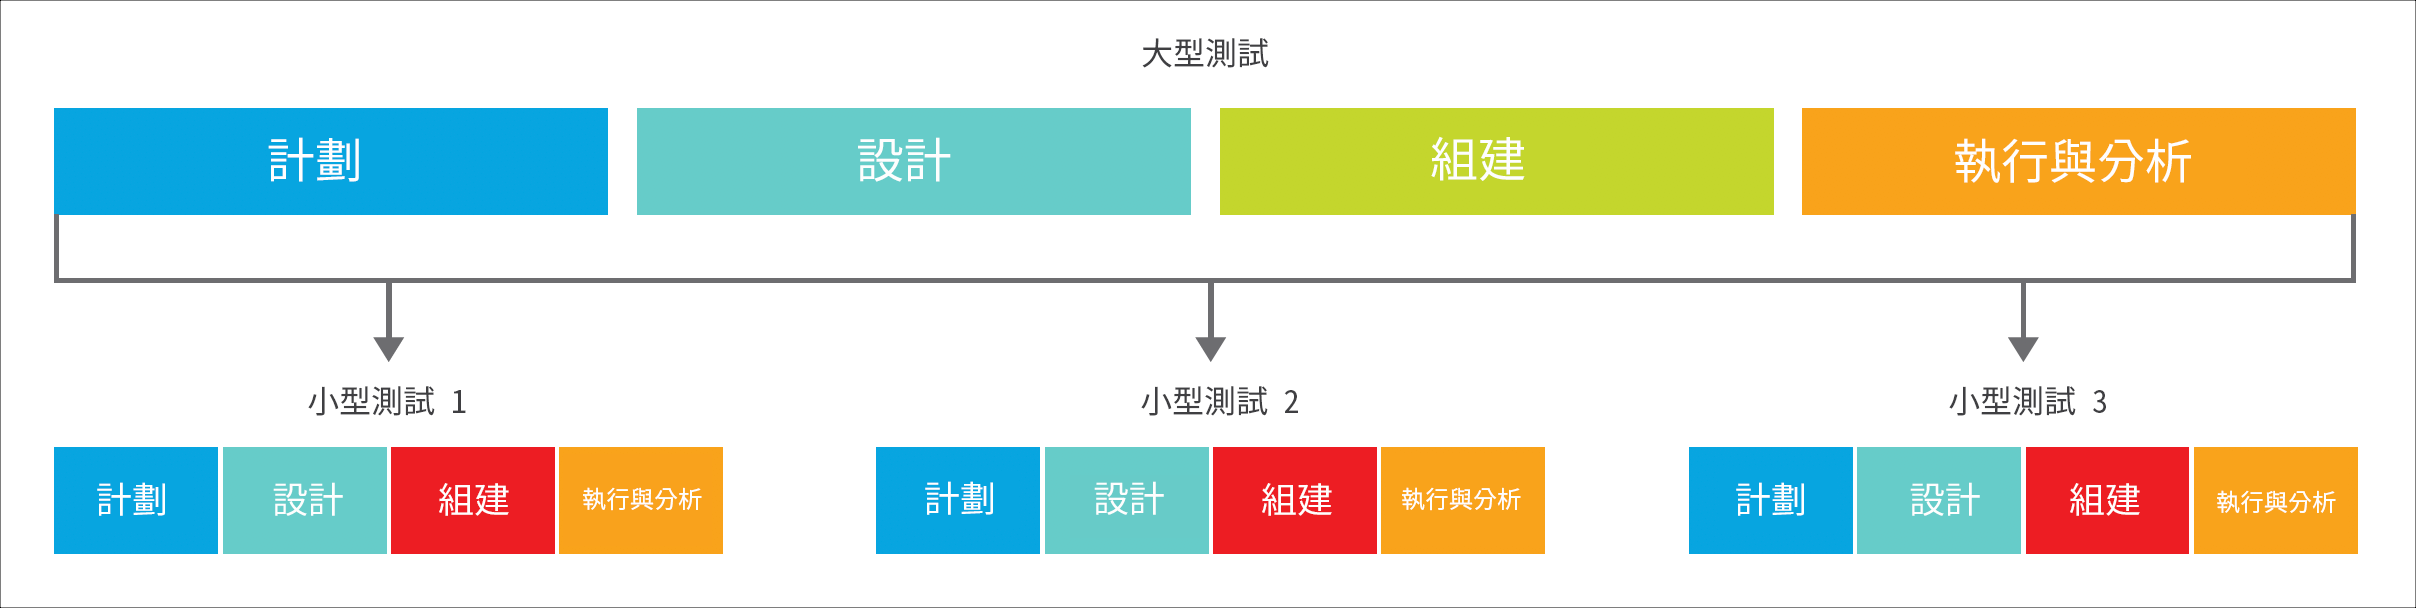 大型測試
計劃 設計 組建 執行與分析
小型測試 1 小型測試 2 小型測試 3
計劃 設計 組建 執行與分析 計劃 設計 組建 執行與分析 計劃 設計 組建 執行與分析